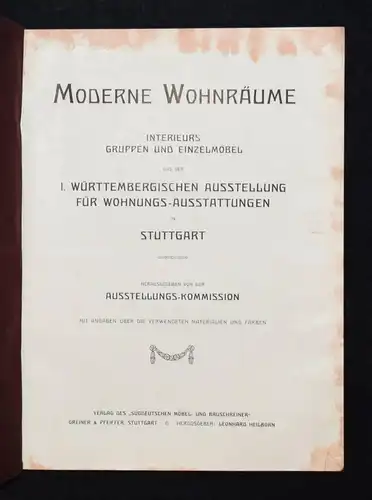 MODERNE WOHNRÄUME
INTERIEURS
GRUPPEN UND EINZELMÖBEL
AUS DER
I. WÜRTTEMBERGISCHEN AUSSTELLUNG
FÜR WOHNUNGS-AUSSTATTUNGEN
IN
STUTTGART
HERAUSGEGEBEN VON DER
AUSSTELLUNGS-KOMMISSION
MIT ANGABEN ÜBER DIE VERWENDETEN MATERIALIEN UND FARBEN
VERLAG DES „SÜDDEUTSCHEN MÖBEL- UND BAUSCHREINER“
GREINER & PFEIFFER, STUTTGART HERAUSGEBER: LEONHARD HEILBORN